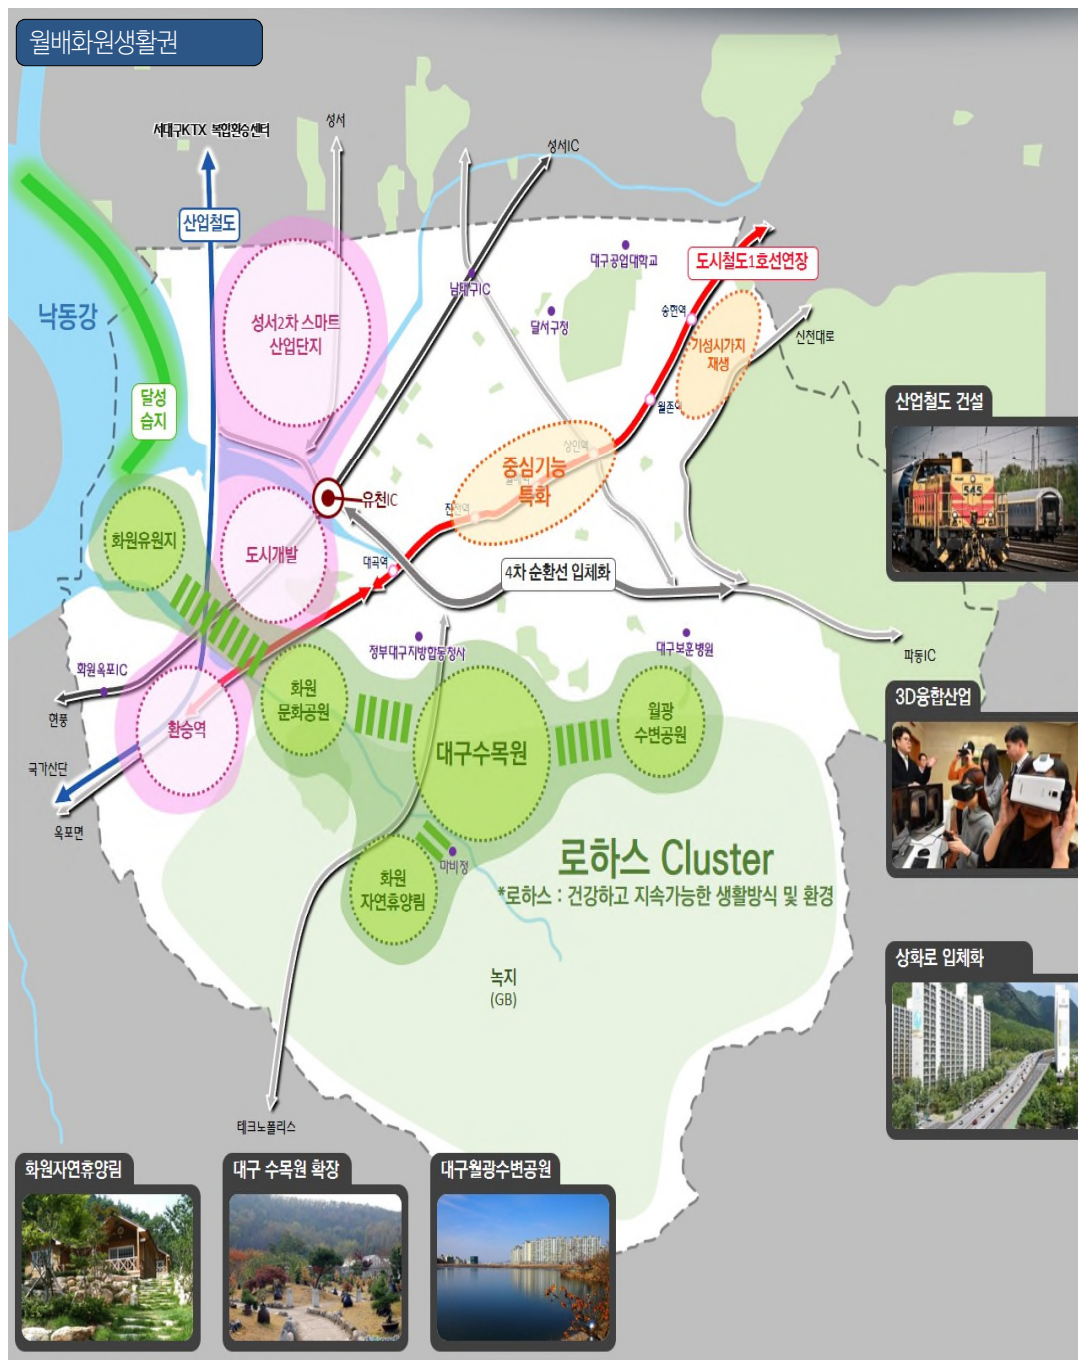 월배화원생활권
서대구KTX 복합환승센터
성서
성서IC
산업철도
대구공업대학교
도시철도1호선연장
남대구IC
낙동강
성서2차 스마트
산업단지
달서구청
송현역
기성시가지
재생
신천대로
달성
습지
월촌역
산업철도 건설
545
상인역
중심기능
특화
유천IC
진천역
화원유원지
도시개발
대곡역
4차 순환선 입체화
정부대구지방합동청사
대구보훈병원
파동IC
화원옥포IC
연풍
화원
문화공원
월광
수변공원
3D융합산업
환승역
대구수목원
국가산단
옥포면
마비정
로하스 Cluster
*로하스 : 건강하고 지속가능한 생활방식 및 환경
화원
자연휴양림
상화로 입체화
녹지
(GB)
테크노폴리스
화원자연휴양림
대구 수목원 확장
대구월광수변공원